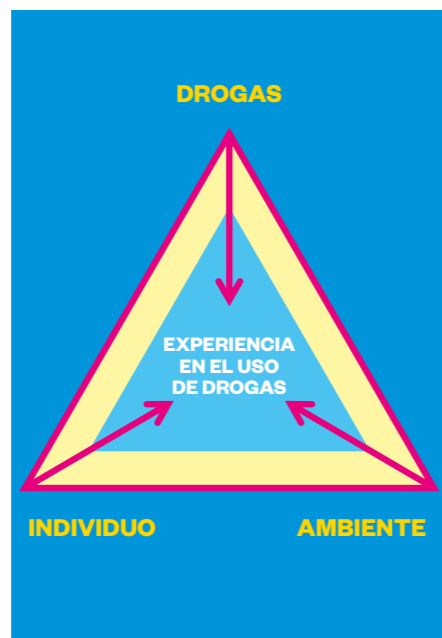 DROGAS
EXPERIENCIA
EN EL USO
DE DROGAS
INDIVIDUO
AMBIENTE